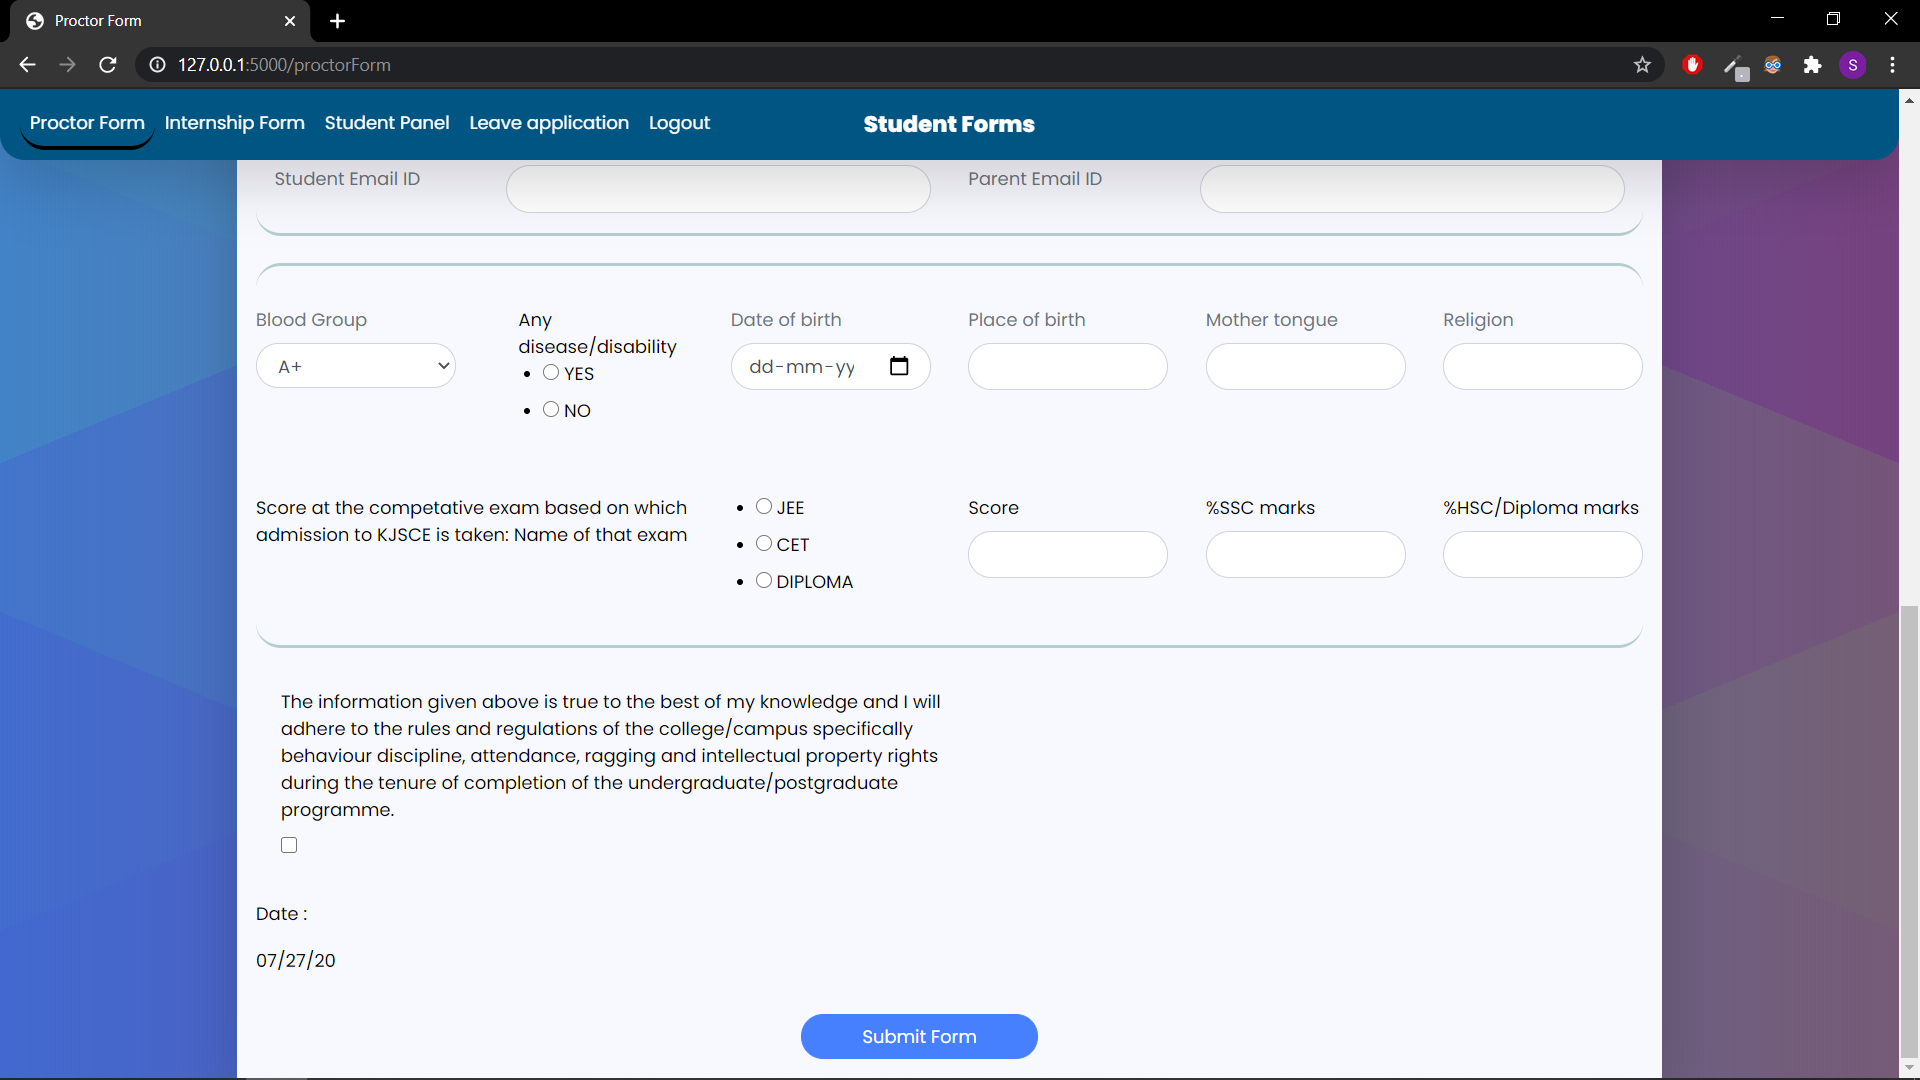 Proctor Form
127.0.0.1:5000/proctorForm
S
Proctor Form Internship Form Student Panel Leave application Logout Student Forms
Student Email ID Parent Email ID
Blood Group
A+
Any
disease/disability
YES
NO
Date of birth
dd-mm-yy
Place of birth
Mother tongue
Religion
Score at the competative exam based on which
admission to KJSCE is taken: Name of that exam
JEE
CET
DIPLOMA
Score
%SSC marks
%HSC/Diploma marks
The information given above is true to the best of my knowledge and I will
adhere to the rules and regulations of the college/campus specifically
behaviour discipline, attendance, ragging and intellectual property rights
during the tenure of completion of the undergraduate/postgraduate
programme.
Date :
07/27/20
Submit Form